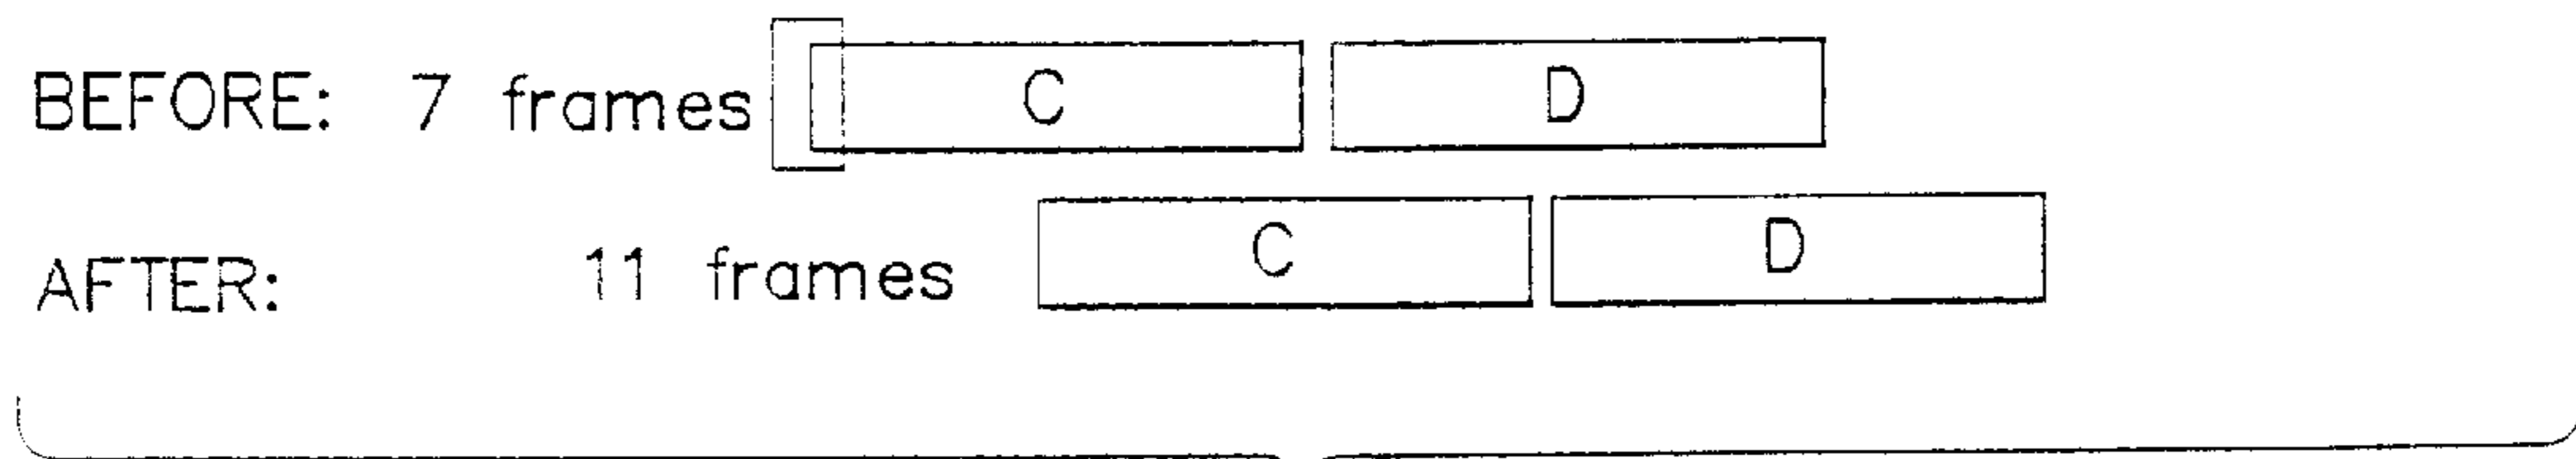 BEFORE: 7 frames C D
AFTER: 11 frames C D